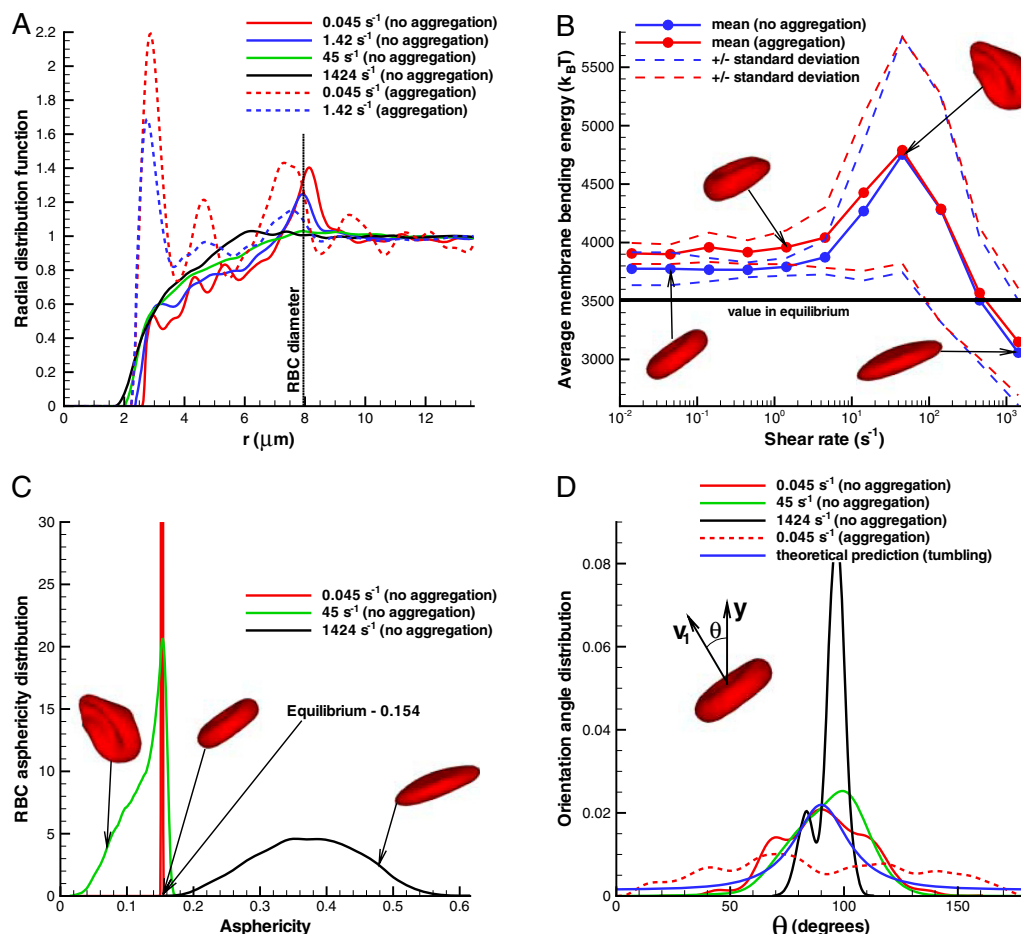 A
0.045 s⁻¹ (no aggregation)
1.42 s⁻¹ (no aggregation)
45 s⁻¹ (no aggregation)
1424 s⁻¹ (no aggregation)
0.045 s⁻¹ (aggregation)
1.42 s⁻¹ (aggregation)
Radial distribution function
2.2
2
1.8
1.6
1.4
1.2
1
0.8
0.6
0.4
0.2
0
RBC diameter
0 2 4 6 8 10 12
r (μm)
B
mean (no aggregation)
mean (aggregation)
+/- standard deviation
+/- standard deviation
Average membrane bending energy (k_BT)
5500
5000
4500
4000
3500
3000
value in equilibrium
10⁻² 10⁻¹ 10⁰ 10¹ 10² 10³
Shear rate (s⁻¹)
C
0.045 s⁻¹ (no aggregation)
45 s⁻¹ (no aggregation)
1424 s⁻¹ (no aggregation)
RBC asphericity distribution
30
25
20
15
10
5
0
Equilibrium - 0.154
0 0.1 0.2 0.3 0.4 0.5 0.6
Asphericity
D
0.045 s⁻¹ (no aggregation)
45 s⁻¹ (no aggregation)
1424 s⁻¹ (no aggregation)
0.045 s⁻¹ (aggregation)
theoretical prediction (tumbling)
Orientation angle distribution
0.08
0.06
0.04
0.02
0
v₁ θ y
0 50 100 150
θ (degrees)